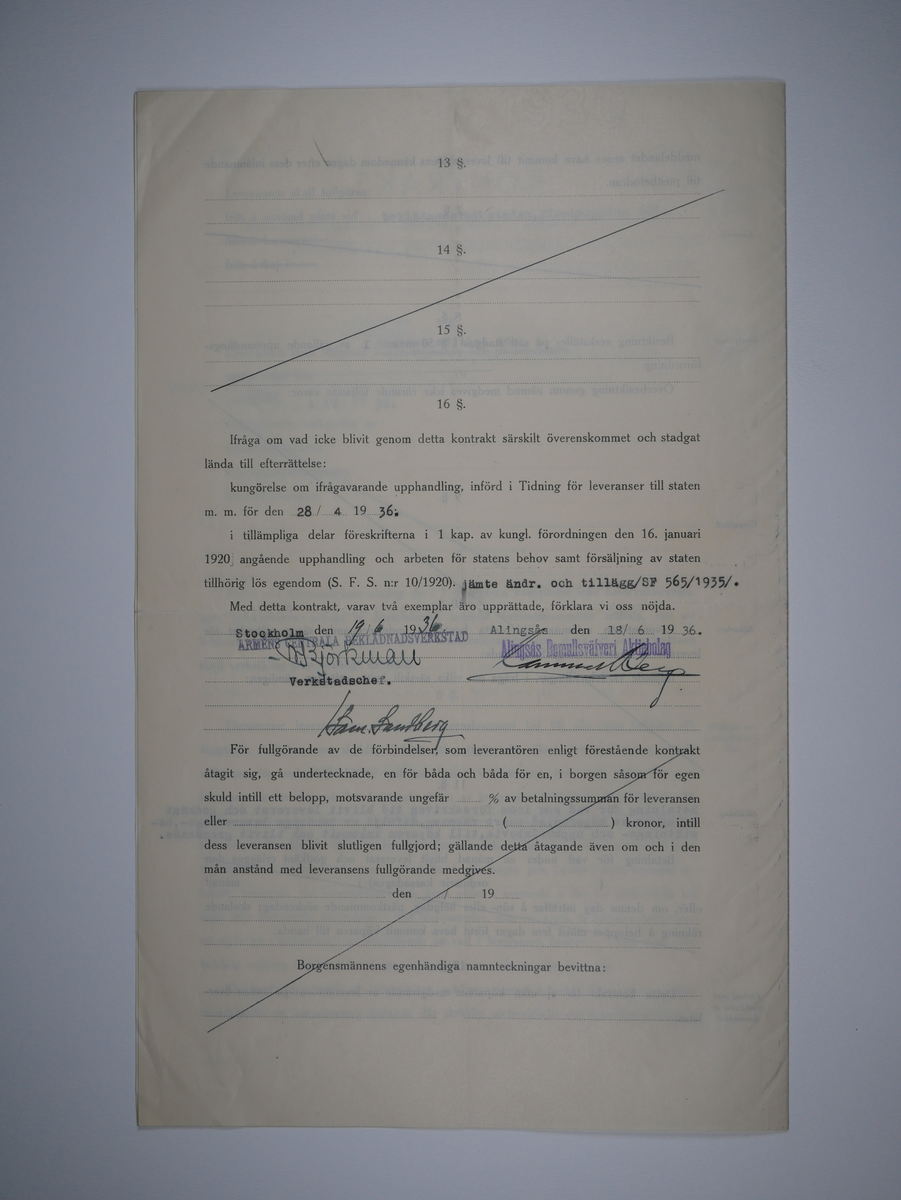 13 §.
14 §.
15 §.
16 §.
Ifråga om vad icke blivit genom detta kontrakt särskilt överenskommet och stadgat
lända till efterrättelse:
kungörelse om ifrågavarande upphandling, införd i Tidning för leveranser till staten
m. m. för den 28/ 4 19 36.
i tillämpliga delar föreskrifterna i 1 kap. av kungl. förordningen den 16. januari
1920 angående upphandling och arbeten för statens behov samt försäljning av staten
tillhörig lös egendom (S. F. S. n:r 10/1920). jämte ändr. och tillägg/SF 565/1935/.
Med detta kontrakt, varav två exemplar äro upprättade, förklara vi oss nöjda.
Stockholm den 19/6 1936 Alingsås den 18/ 6 19 36.
ARMÉNS CENTRALA BEKLÄDNADSVERKSTAD Alingsås Bomullsväfveri Aktiebolag
Björkman
Verkstadschef.
Sandberg
För fullgörande av de förbindelser, som leverantören enligt förestående kontrakt
åtagit sig, gå undertecknade, en för båda och båda för en, i borgen såsom för egen
skuld intill ett belopp, motsvarande ungefär % av betalningssumman för leveransen
eller ( ) kronor, intill
dess leveransen blivit slutligen fullgjord; gällande detta åtagande även om och i den
mån anstånd med leveransens fullgörande medgives.
den / 19
Borgensmännens egenhändiga namnteckningar bevittna: